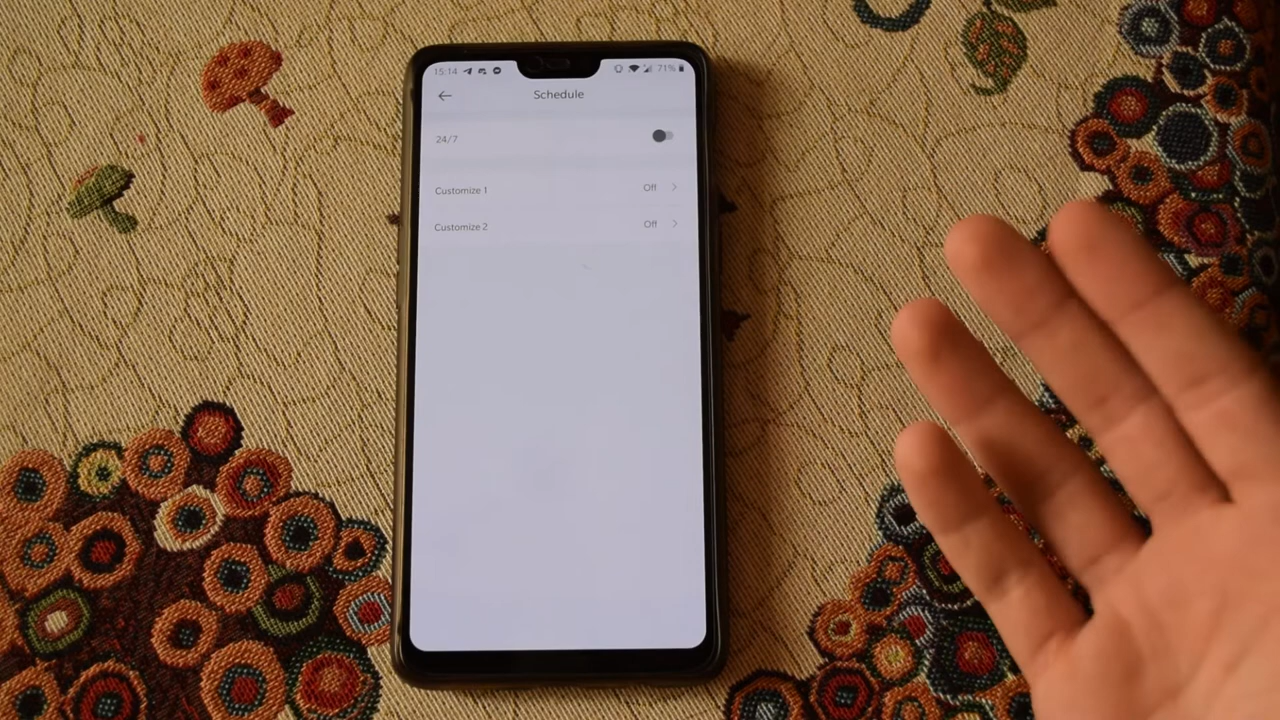 15:14 71%
Schedule
24/7
Customize 1 Off
Customize 2 Off